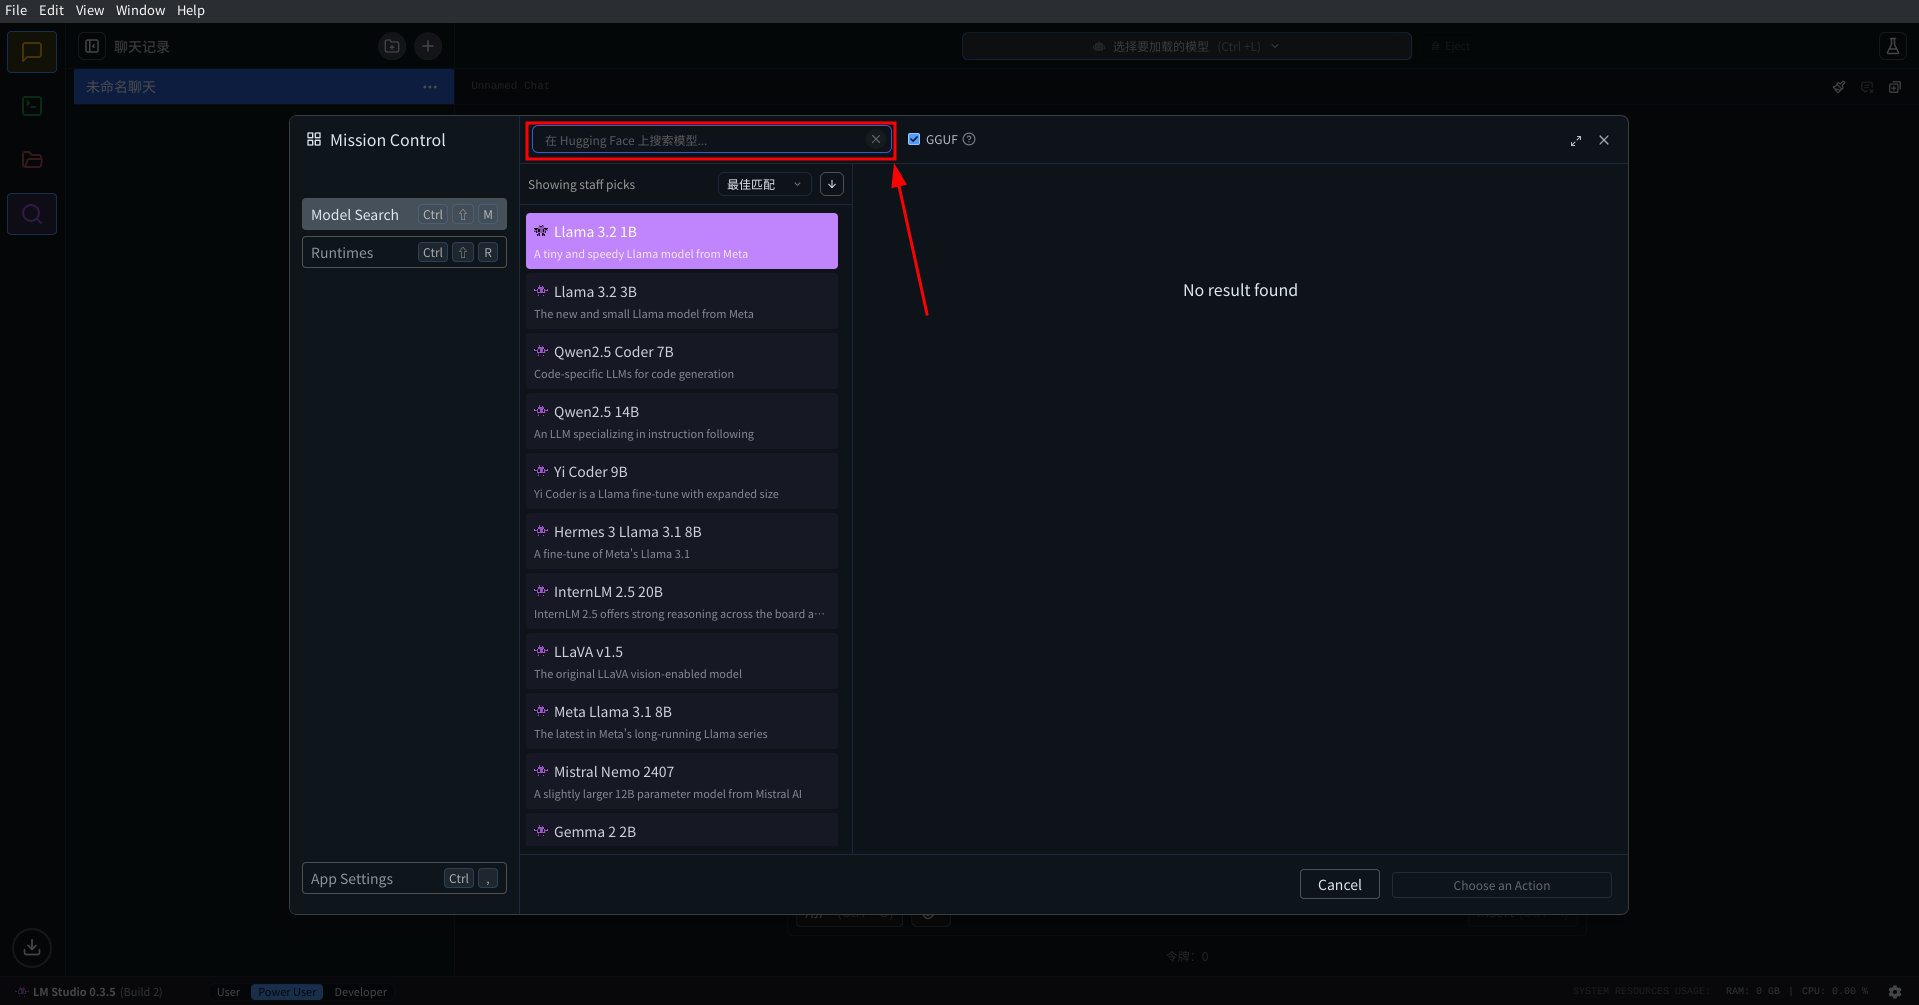 File Edit View Window Help
聊天记录
选择要加载的模型 (Ctrl +L)
Eject
未命名聊天
Unnamed Chat
Mission Control
在 Hugging Face 上搜索模型...
GGUF
Showing staff picks
最佳匹配
Model Search Ctrl ⇧ M
Runtimes Ctrl ⇧ R
Llama 3.2 1B
A tiny and speedy Llama model from Meta
Llama 3.2 3B
The new and small Llama model from Meta
Qwen2.5 Coder 7B
Code-specific LLMs for code generation
Qwen2.5 14B
An LLM specializing in instruction following
Yi Coder 9B
Yi Coder is a Llama fine-tune with expanded size
Hermes 3 Llama 3.1 8B
A fine-tune of Meta's Llama 3.1
InternLM 2.5 20B
InternLM 2.5 offers strong reasoning across the board a···
LLaVA v1.5
The original LLaVA vision-enabled model
Meta Llama 3.1 8B
The latest in Meta's long-running Llama series
Mistral Nemo 2407
A slightly larger 12B parameter model from Mistral AI
Gemma 2 2B
No result found
App Settings Ctrl ,
Cancel
Choose an Action
令牌: 0
LM Studio 0.3.5 (Build 2)
User
Power User
Developer
SYSTEM RESOURCES USAGE: RAM: 0 GB | CPU: 0.00 %